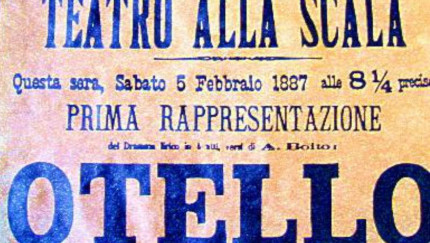 TEATRO ALLA SCALA
Questa sera, Sabato 5 Febbraio 1887 alle 8 1/4 precise
PRIMA RAPPRESENTAZIONE
del Dramma lirico in 4 atti, versi di A. Boito:
OTELLO